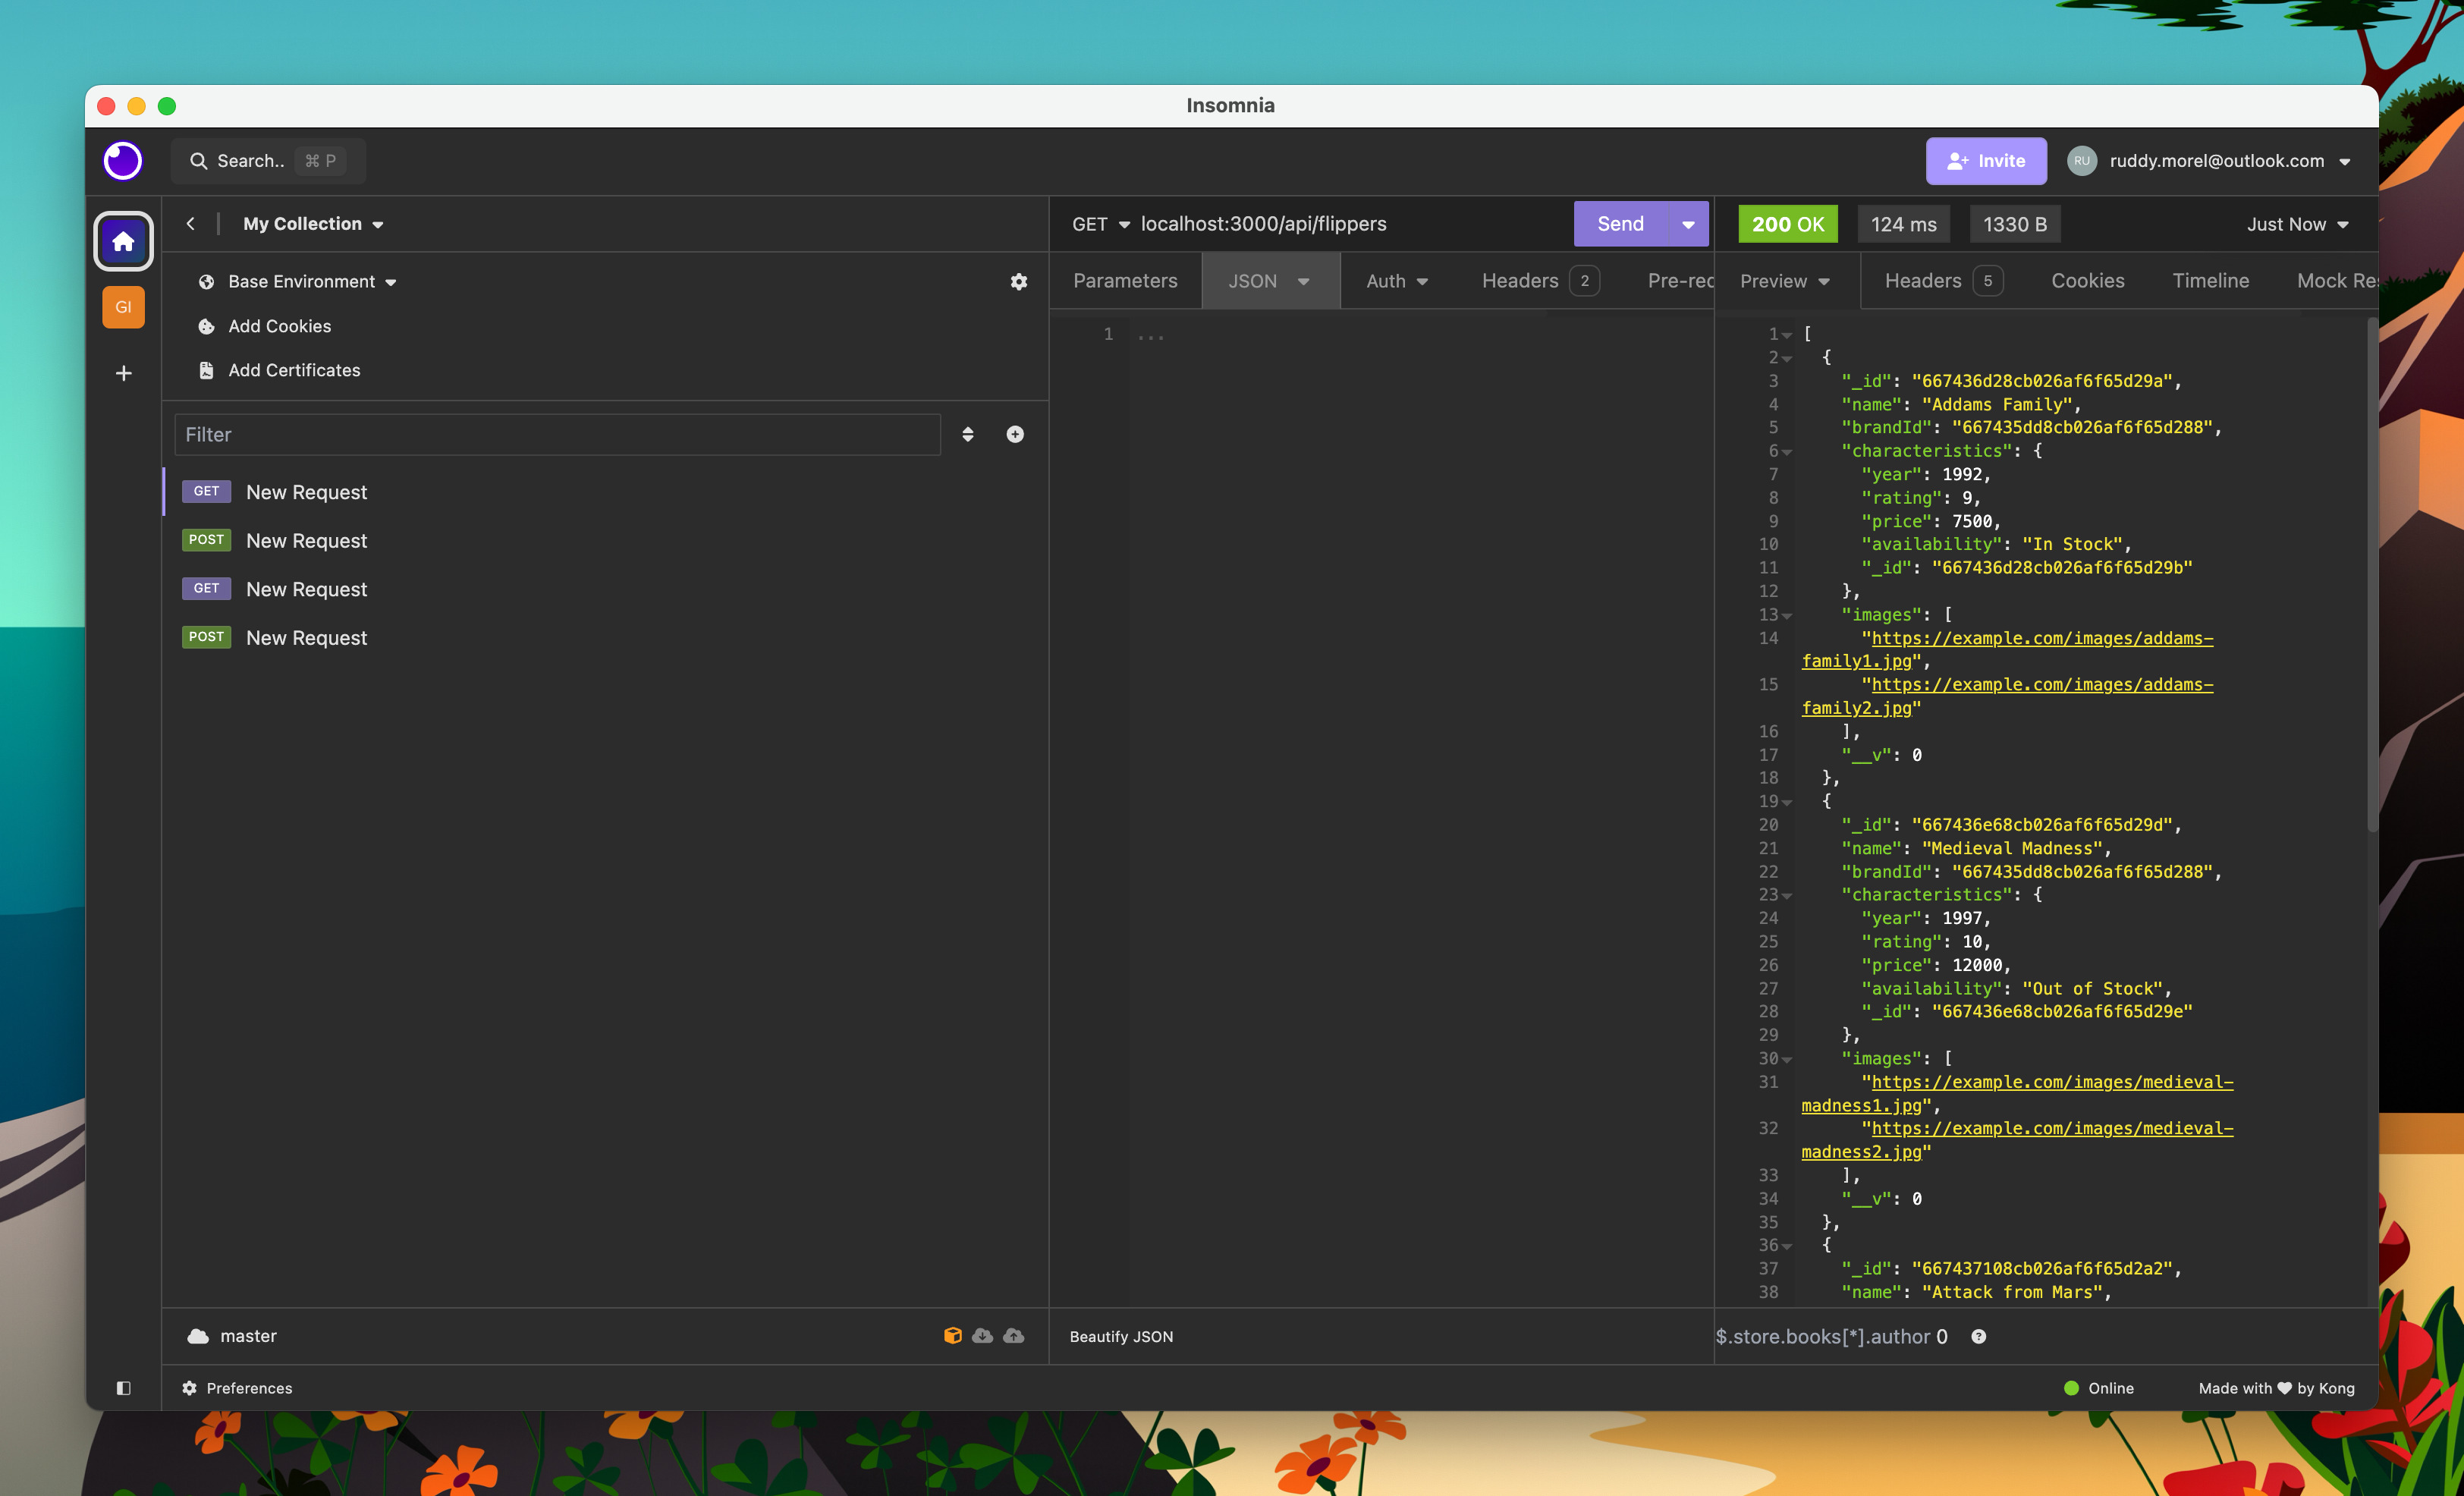 Insomnia
Search.. ⌘ P
Invite
RU ruddy.morel@outlook.com
GI
My Collection
Base Environment
Add Cookies
Add Certificates
Filter
GET New Request
POST New Request
GET New Request
POST New Request
master
Preferences
GET localhost:3000/api/flippers
Send
Parameters JSON Auth Headers 2 Pre-req
1 ...
Beautify JSON
200 OK 124 ms 1330 B Just Now
Preview Headers 5 Cookies Timeline Mock Res
1 [
2 {
3 "_id": "667436d28cb026af6f65d29a",
4 "name": "Addams Family",
5 "brandId": "667435dd8cb026af6f65d288",
6 "characteristics": {
7 "year": 1992,
8 "rating": 9,
9 "price": 7500,
10 "availability": "In Stock",
11 "_id": "667436d28cb026af6f65d29b"
12 },
13 "images": [
14 "https://example.com/images/addams-
family1.jpg",
15 "https://example.com/images/addams-
family2.jpg"
16 ],
17 "__v": 0
18 },
19 {
20 "_id": "667436e68cb026af6f65d29d",
21 "name": "Medieval Madness",
22 "brandId": "667435dd8cb026af6f65d288",
23 "characteristics": {
24 "year": 1997,
25 "rating": 10,
26 "price": 12000,
27 "availability": "Out of Stock",
28 "_id": "667436e68cb026af6f65d29e"
29 },
30 "images": [
31 "https://example.com/images/medieval-
madness1.jpg",
32 "https://example.com/images/medieval-
madness2.jpg"
33 ],
34 "__v": 0
35 },
36 {
37 "_id": "667437108cb026af6f65d2a2",
38 "name": "Attack from Mars",
$.store.books[*].author 0
Online
Made with ♥ by Kong